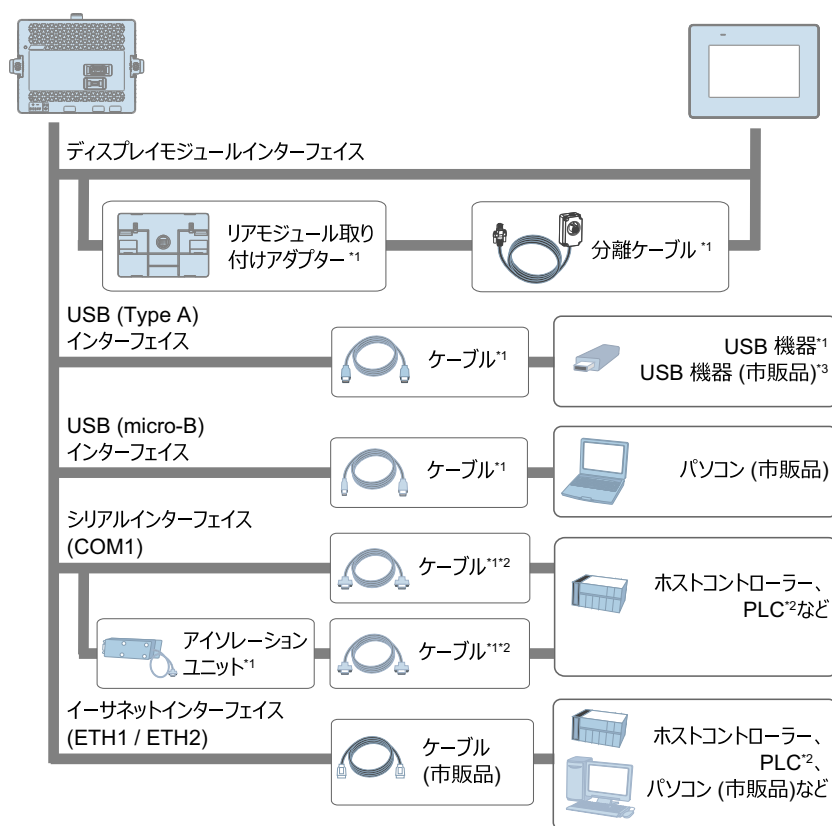 ディスプレイモジュールインターフェイス
リアモジュール取り
付けアダプター *1
分離ケーブル *1
USB (Type A)
インターフェイス
ケーブル*1
USB 機器*1
USB 機器 (市販品)*3
USB (micro-B)
インターフェイス
ケーブル*1
パソコン (市販品)
シリアルインターフェイス
(COM1)
ケーブル*1*2
ホストコントローラー、
PLC*2など
アイソレーション
ユニット*1
ケーブル*1*2
イーサネットインターフェイス
(ETH1 / ETH2)
ケーブル
(市販品)
ホストコントローラー、
PLC*2、
パソコン (市販品)など